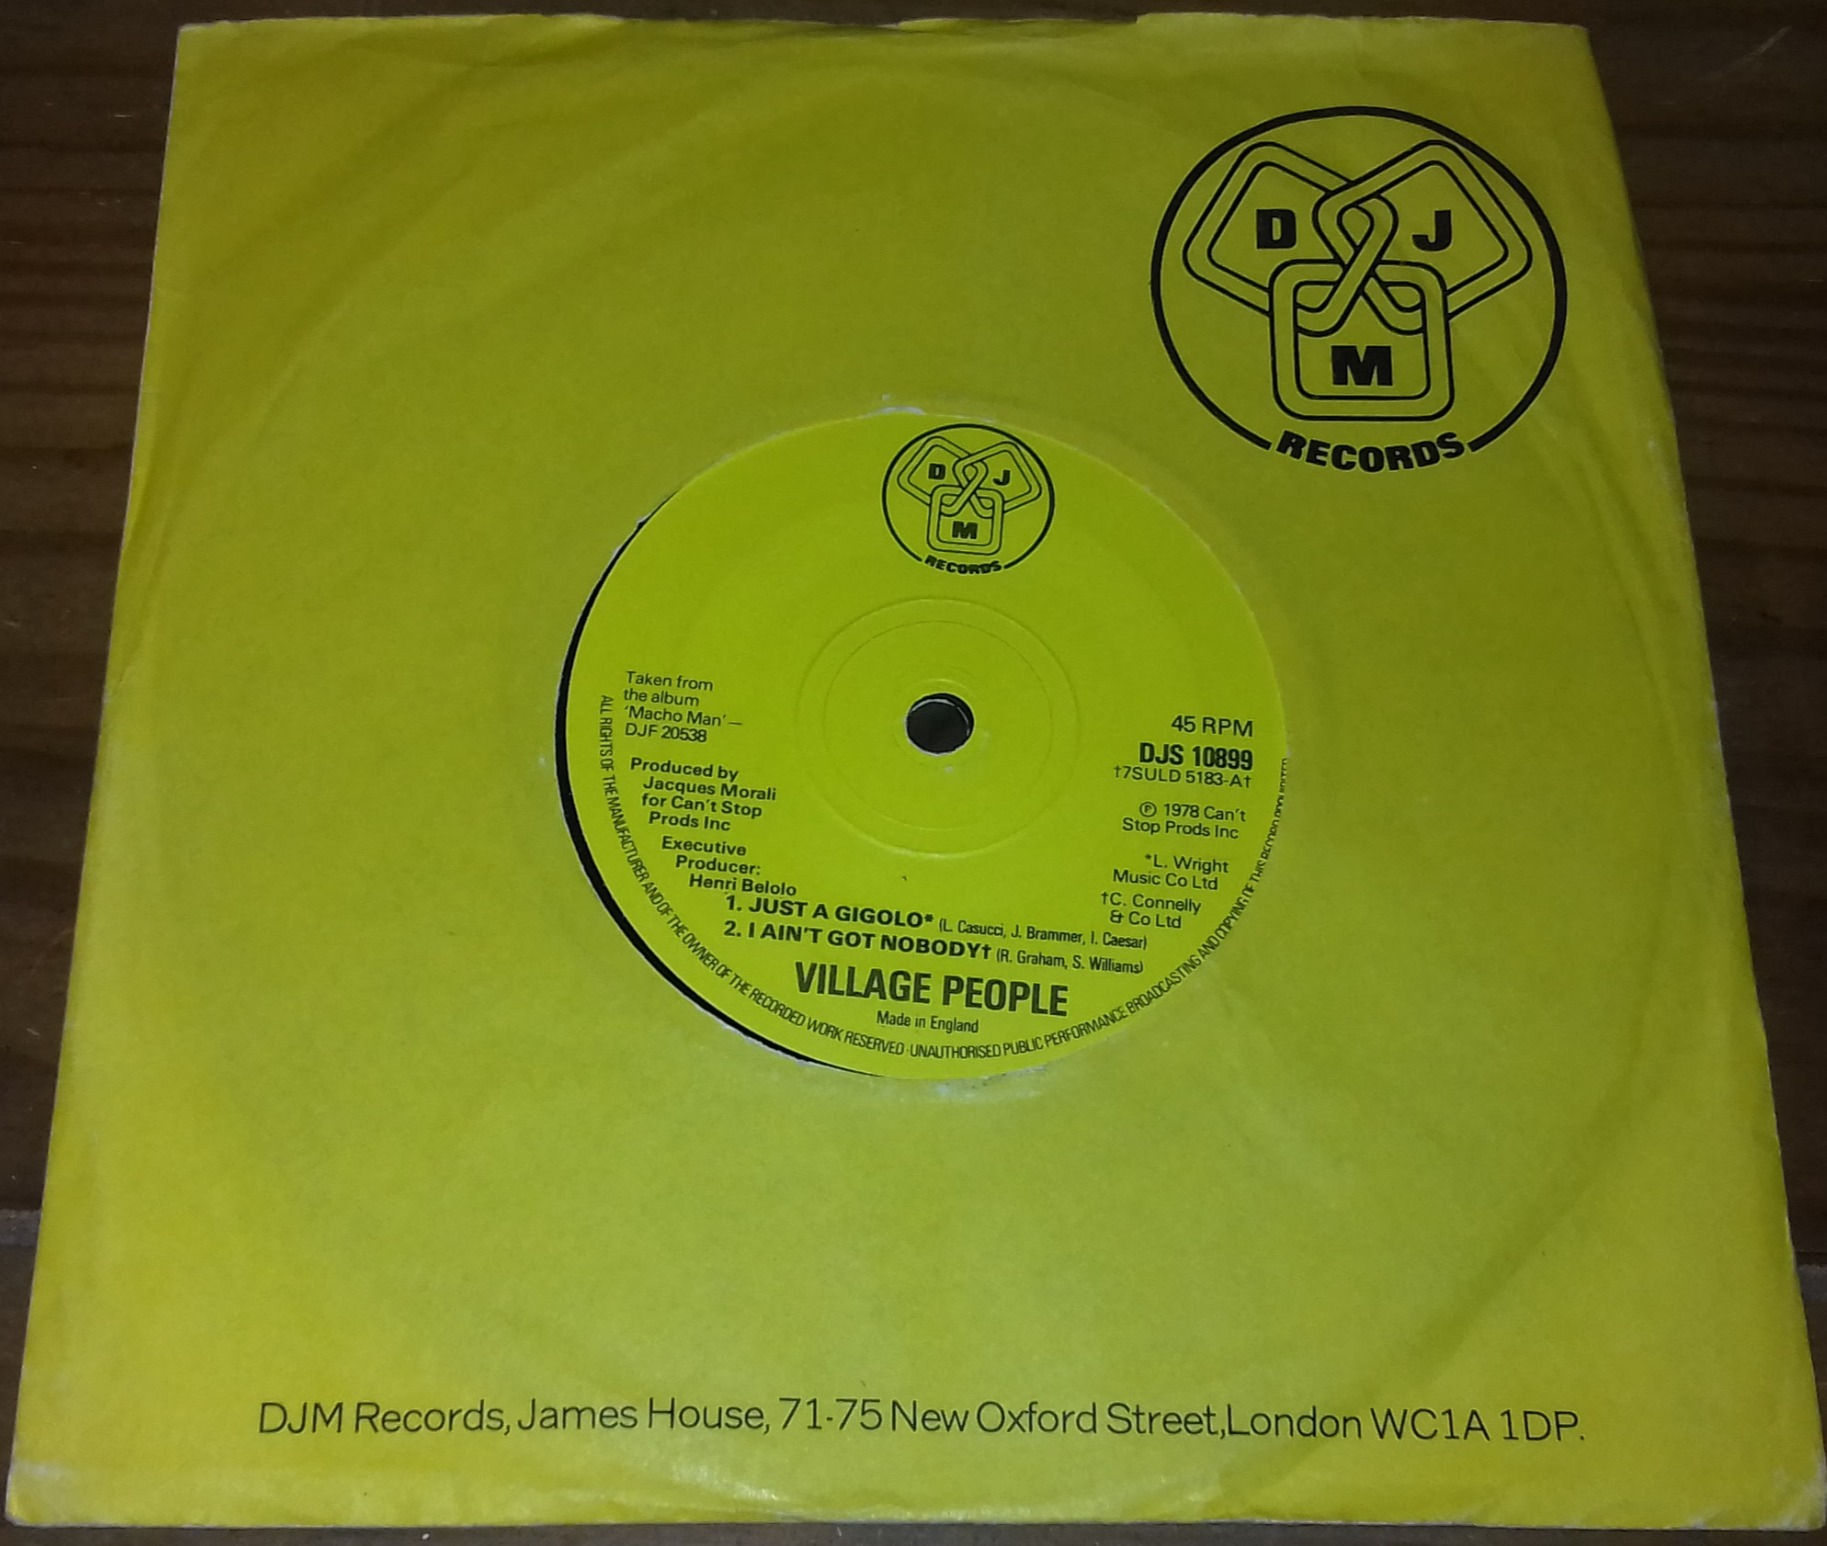 D J
M
RECORDS
D J
M
RECORDS
Taken from
the album
'Macho Man'—
DJF 20538
Produced by
Jacques Morali
for Can't Stop
Prods Inc
Executive
Producer:
Henri Belolo
45 RPM
DJS 10899
†7SULD 5183-A†
℗ 1978 Can't
Stop Prods Inc
*L. Wright
Music Co Ltd
†C. Connelly
& Co Ltd
1. JUST A GIGOLO* (L. Casucci, J. Brammer, I. Caesar)
2. I AIN'T GOT NOBODY† (R. Graham, S. Williams)
VILLAGE PEOPLE
Made in England
ALL RIGHTS OF THE MANUFACTURER AND OF THE OWNER OF THE RECORDED WORK RESERVED · UNAUTHORISED PUBLIC PERFORMANCE BROADCASTING AND COPYING OF THIS RECORD
DJM Records, James House, 71-75 New Oxford Street, London WC1A 1DP.